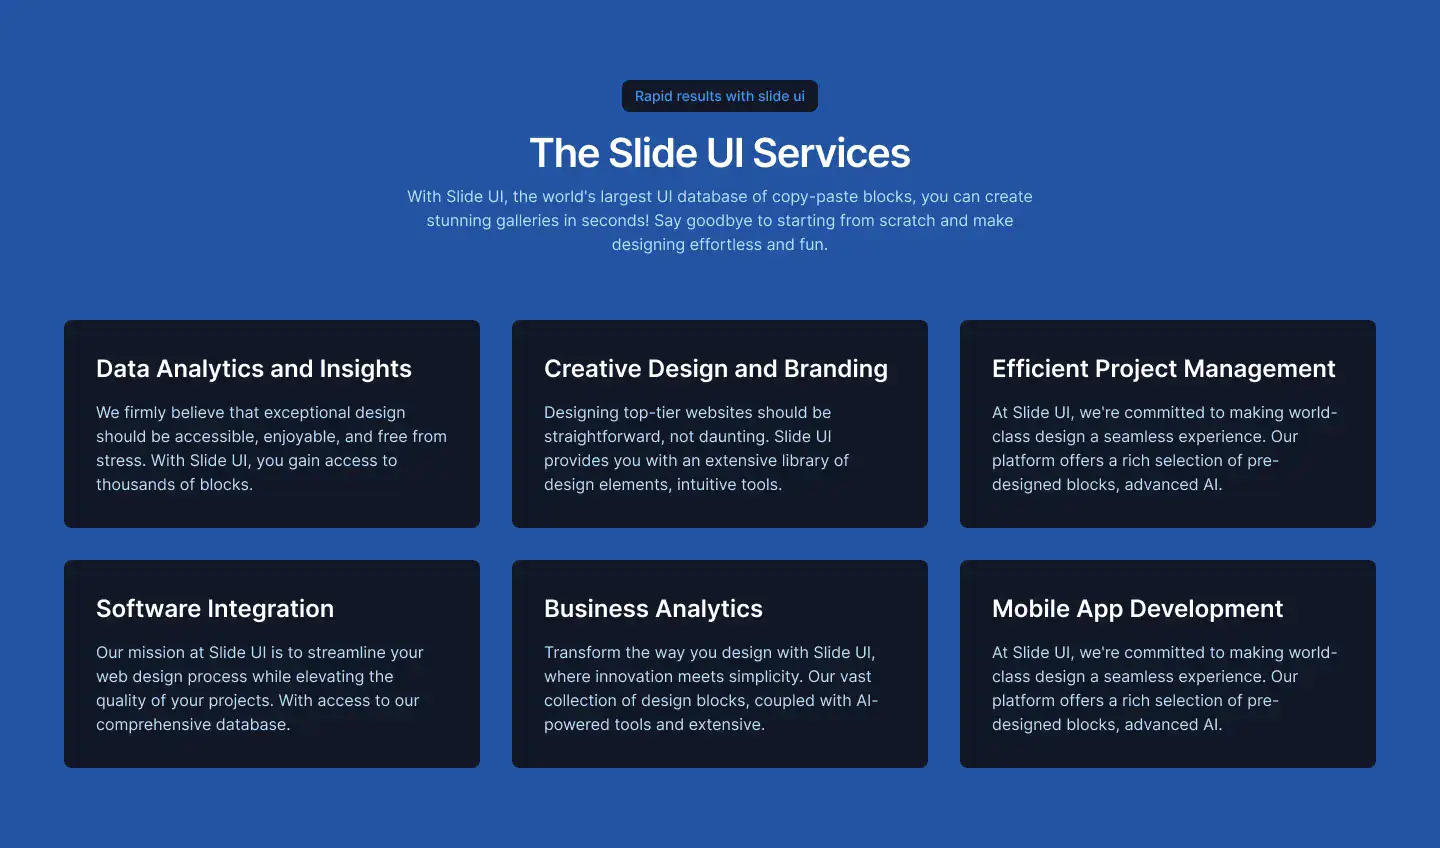 Rapid results with slide ui
The Slide UI Services
With Slide UI, the world's largest UI database of copy-paste blocks, you can create
stunning galleries in seconds! Say goodbye to starting from scratch and make
designing effortless and fun.
Data Analytics and Insights
We firmly believe that exceptional design
should be accessible, enjoyable, and free from
stress. With Slide UI, you gain access to
thousands of blocks.
Creative Design and Branding
Designing top-tier websites should be
straightforward, not daunting. Slide UI
provides you with an extensive library of
design elements, intuitive tools.
Efficient Project Management
At Slide UI, we're committed to making world-
class design a seamless experience. Our
platform offers a rich selection of pre-
designed blocks, advanced AI.
Software Integration
Our mission at Slide UI is to streamline your
web design process while elevating the
quality of your projects. With access to our
comprehensive database.
Business Analytics
Transform the way you design with Slide UI,
where innovation meets simplicity. Our vast
collection of design blocks, coupled with AI-
powered tools and extensive.
Mobile App Development
At Slide UI, we're committed to making world-
class design a seamless experience. Our
platform offers a rich selection of pre-
designed blocks, advanced AI.